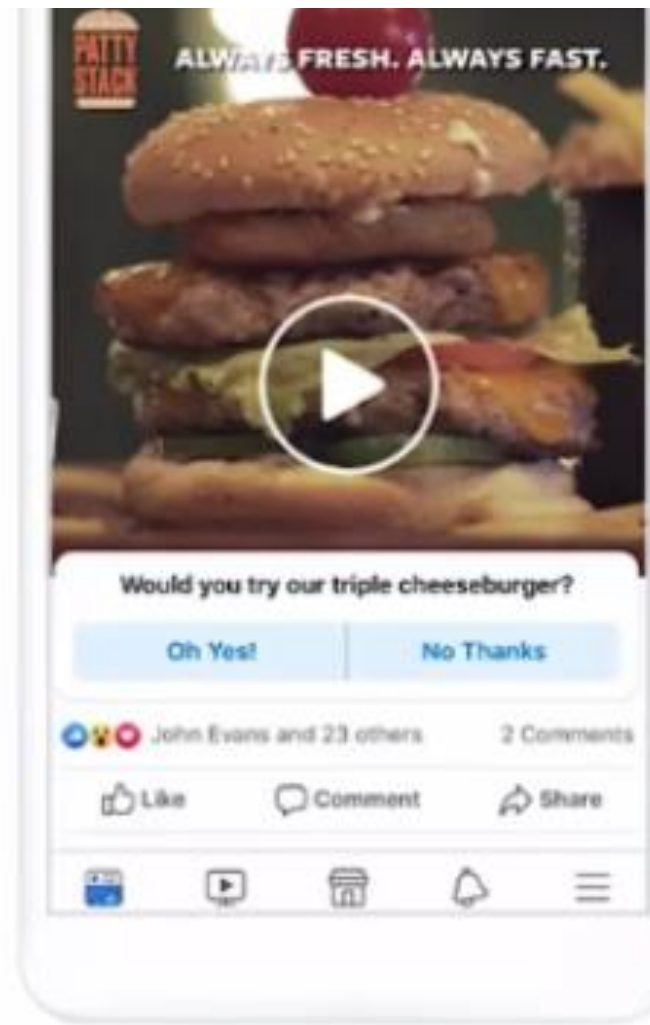 PATTY
STACK
ALWAYS FRESH. ALWAYS FAST.
Would you try our triple cheeseburger?
Oh Yes!
No Thanks
John Evans and 23 others
2 Comments
Like
Comment
Share